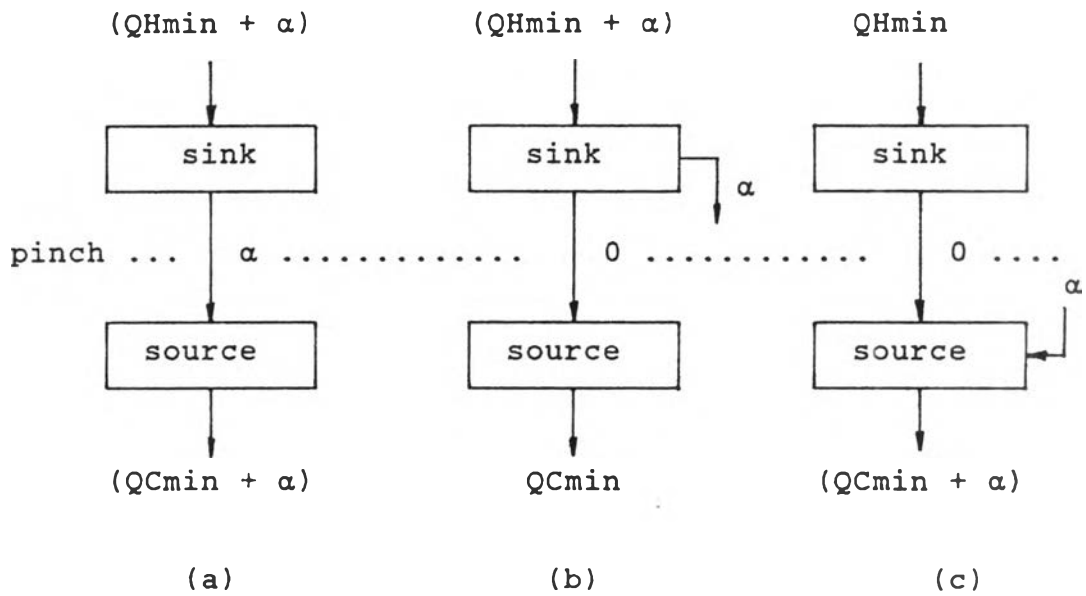 (QHmin + α) (QHmin + α) QHmin
sink sink sink
α
pinch ... α ............. 0 ............ 0 ....
α
source source source
(QCmin + α) QCmin (QCmin + α)
(a) (b) (c)